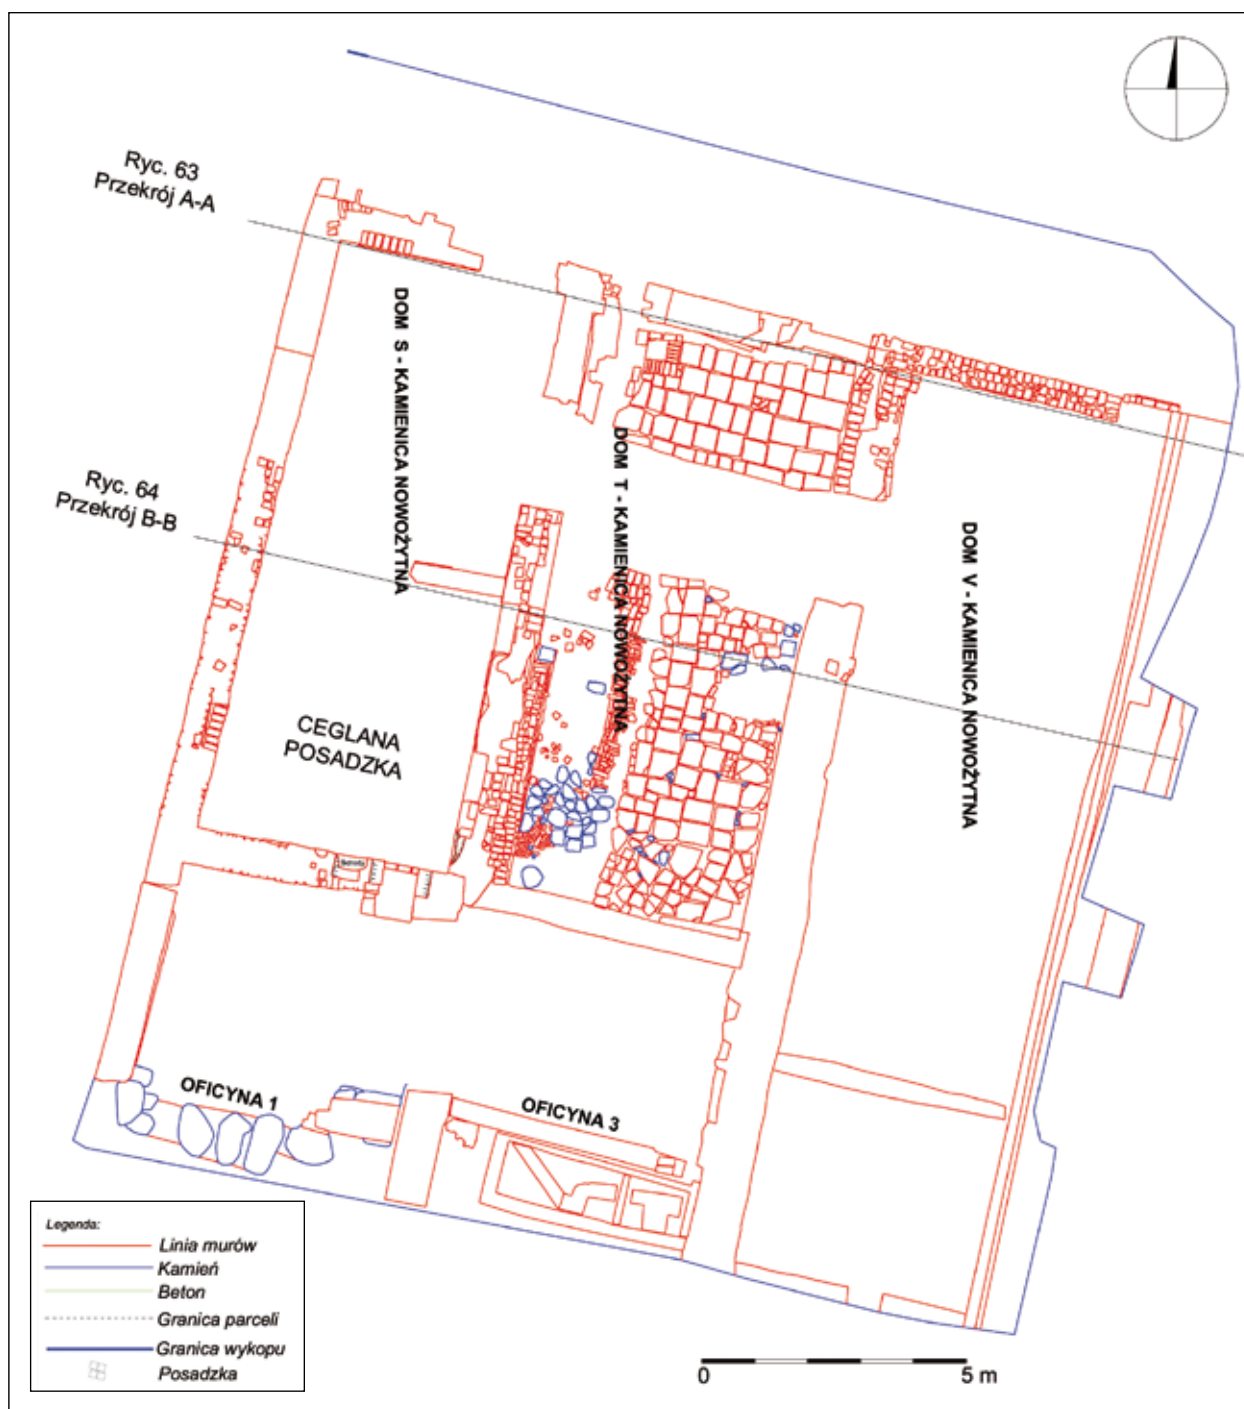 Ryc. 63
Przekrój A-A
DOM S - KAMIENICA NOWOŻYTNA
DOM T - KAMIENICA NOWOŻYTNA
Ryc. 64
Przekrój B-B
DOM V - KAMIENICA NOWOŻYTNA
CEGLANA
POSADZKA
OFICYNA 1
OFICYNA 3
Legenda:
Linia murów
Kamień
Beton
Granica parceli
Granica wykopu
Posadzka
0 5 m